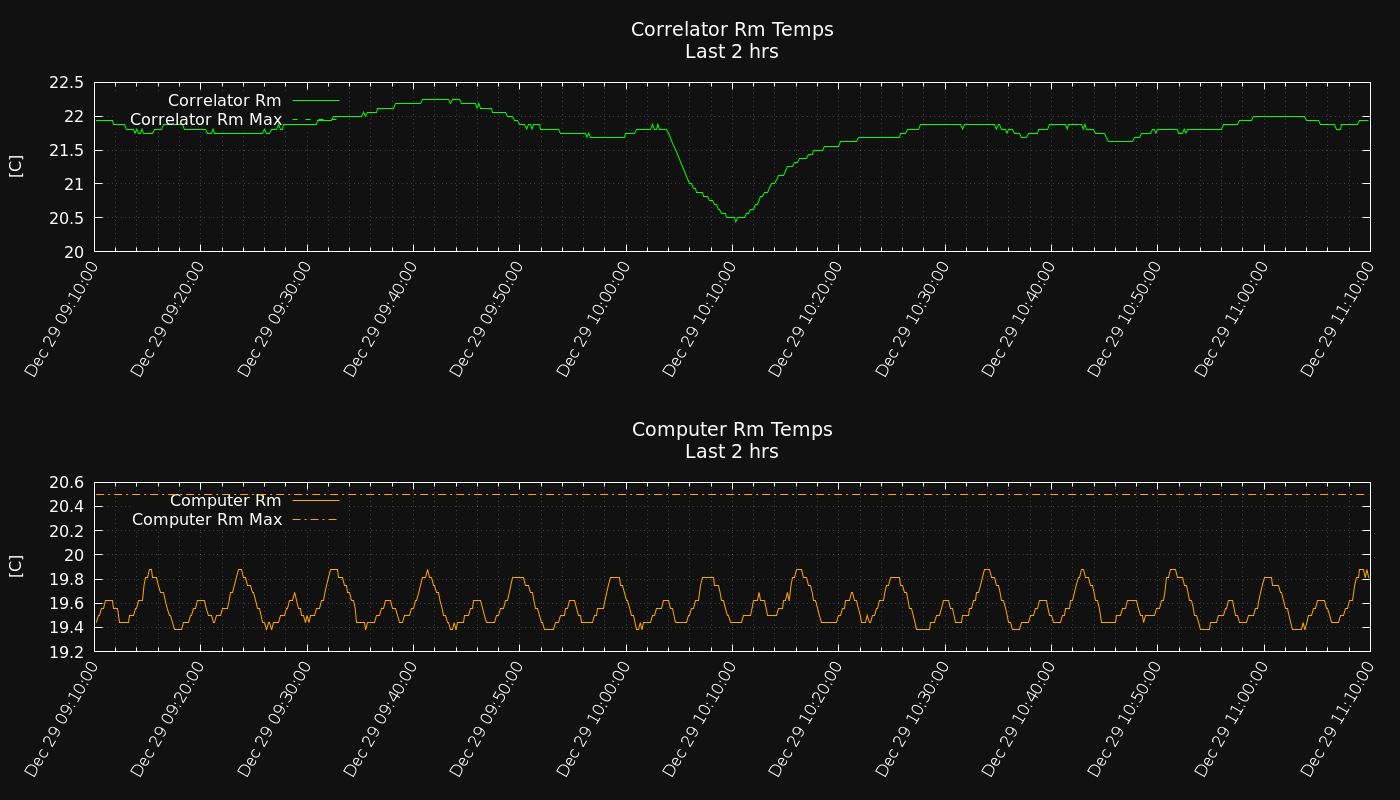 Correlator Rm Temps
Last 2 hrs
22.5
22
21.5
21
20.5
20
[C]
Correlator Rm
Correlator Rm Max
Dec 29 09:10:00
Dec 29 09:20:00
Dec 29 09:30:00
Dec 29 09:40:00
Dec 29 09:50:00
Dec 29 10:00:00
Dec 29 10:10:00
Dec 29 10:20:00
Dec 29 10:30:00
Dec 29 10:40:00
Dec 29 10:50:00
Dec 29 11:00:00
Dec 29 11:10:00
Computer Rm Temps
Last 2 hrs
20.6
20.4
20.2
20
19.8
19.6
19.4
19.2
[C]
Computer Rm
Computer Rm Max
Dec 29 09:10:00
Dec 29 09:20:00
Dec 29 09:30:00
Dec 29 09:40:00
Dec 29 09:50:00
Dec 29 10:00:00
Dec 29 10:10:00
Dec 29 10:20:00
Dec 29 10:30:00
Dec 29 10:40:00
Dec 29 10:50:00
Dec 29 11:00:00
Dec 29 11:10:00